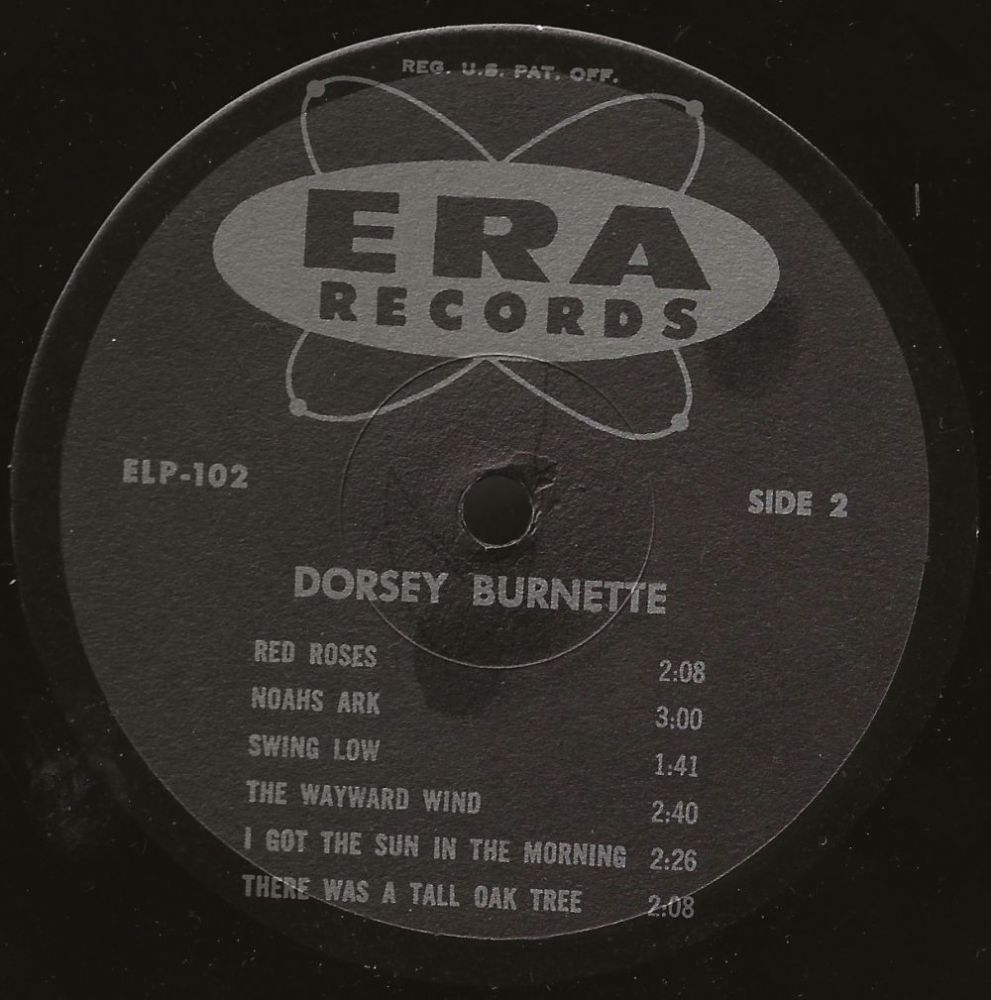 REG. U.S. PAT. OFF.
ERA
RECORDS
ELP-102
SIDE 2
DORSEY BURNETTE
RED ROSES 2:08
NOAHS ARK 3:00
SWING LOW 1:41
THE WAYWARD WIND 2:40
I GOT THE SUN IN THE MORNING 2:26
THERE WAS A TALL OAK TREE 2:08